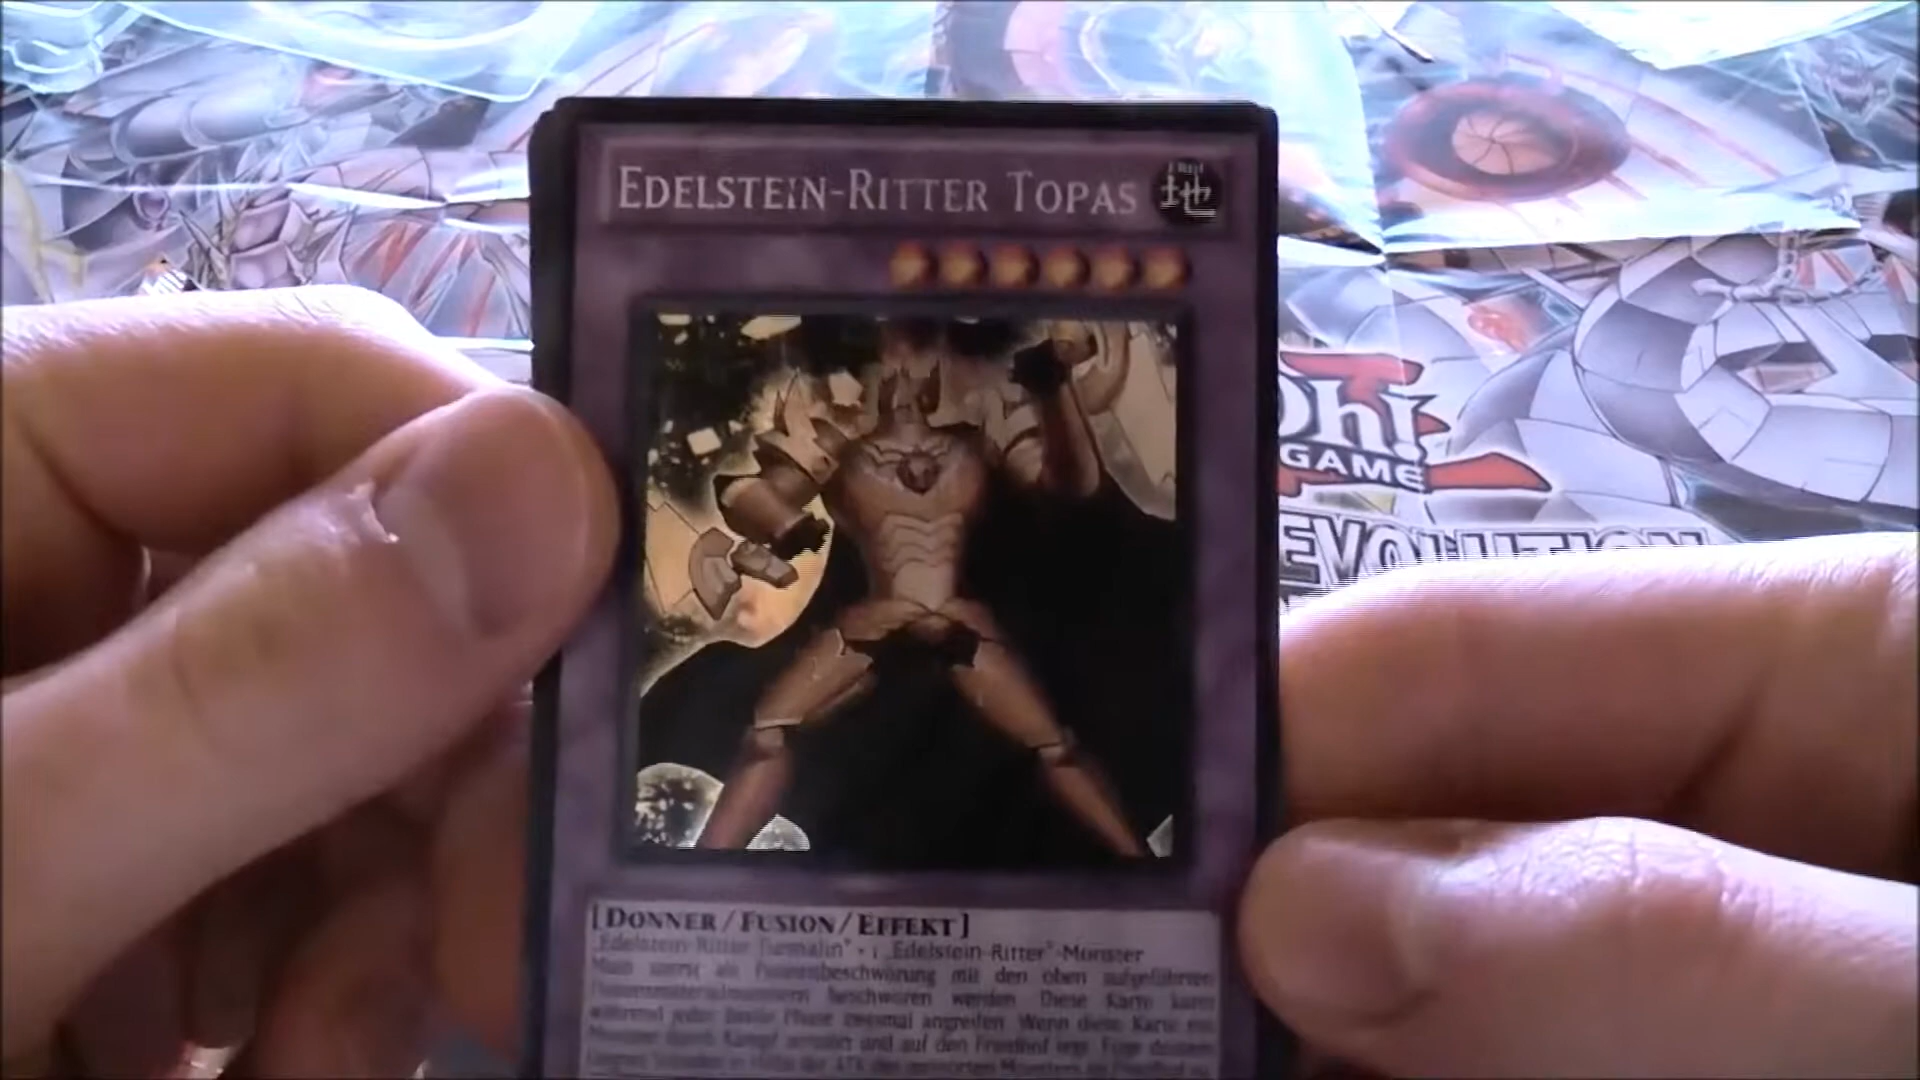 EDELSTEIN-RITTER TOPAS
地
Oh!
GAME
EVOLUTION
[DONNER/FUSION/EFFEKT]
„Edelstein-Ritter Turmalin" + 1 „Edelstein-Ritter"-Monster
Man zuerst als Fusionsbeschwörung mit den oben aufgeführten
beschworen werden. Diese Karte kann
während jeder Battle Phase zweimal angreifen. Wenn diese Karte ein
Monster durch Kampf zerstört und auf den Friedhof legt: Füge deinem
Gegner Schaden in Höhe der ATK des zerstörten Monsters im Friedhof zu.